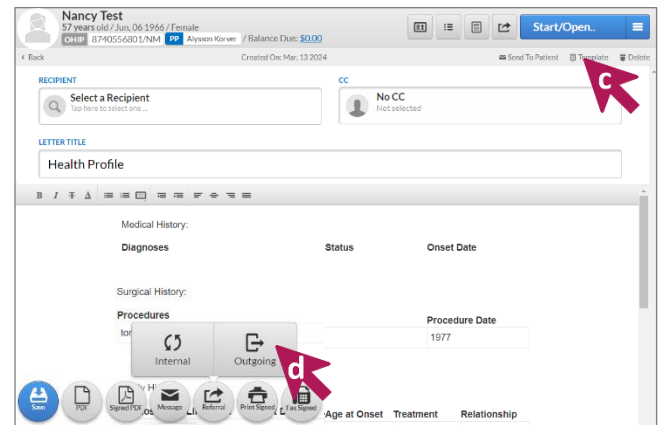 Nancy Test
57 years old / Jun, 06 1966 / Female
OHIP 8740556801/NM PP Alysson Korver / Balance Due: $0.00
Start/Open..
< Back Created On: Mar, 13 2024 Send To Patient Template Delete
c
RECIPIENT CC
Select a Recipient
Tap here to select one ...
No CC
Not selected
LETTER TITLE
Health Profile
B I T A
Medical History:
Diagnoses Status Onset Date
Surgical History:
Procedures Procedure Date
1977
Internal Outgoing
d
Age at Onset Treatment Relationship
Save PDF Signed PDF Message Referral Print Signed Fax Signed